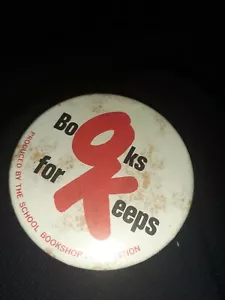 Books
for
Keeps
PRODUCED BY THE SCHOOL BOOKSHOP